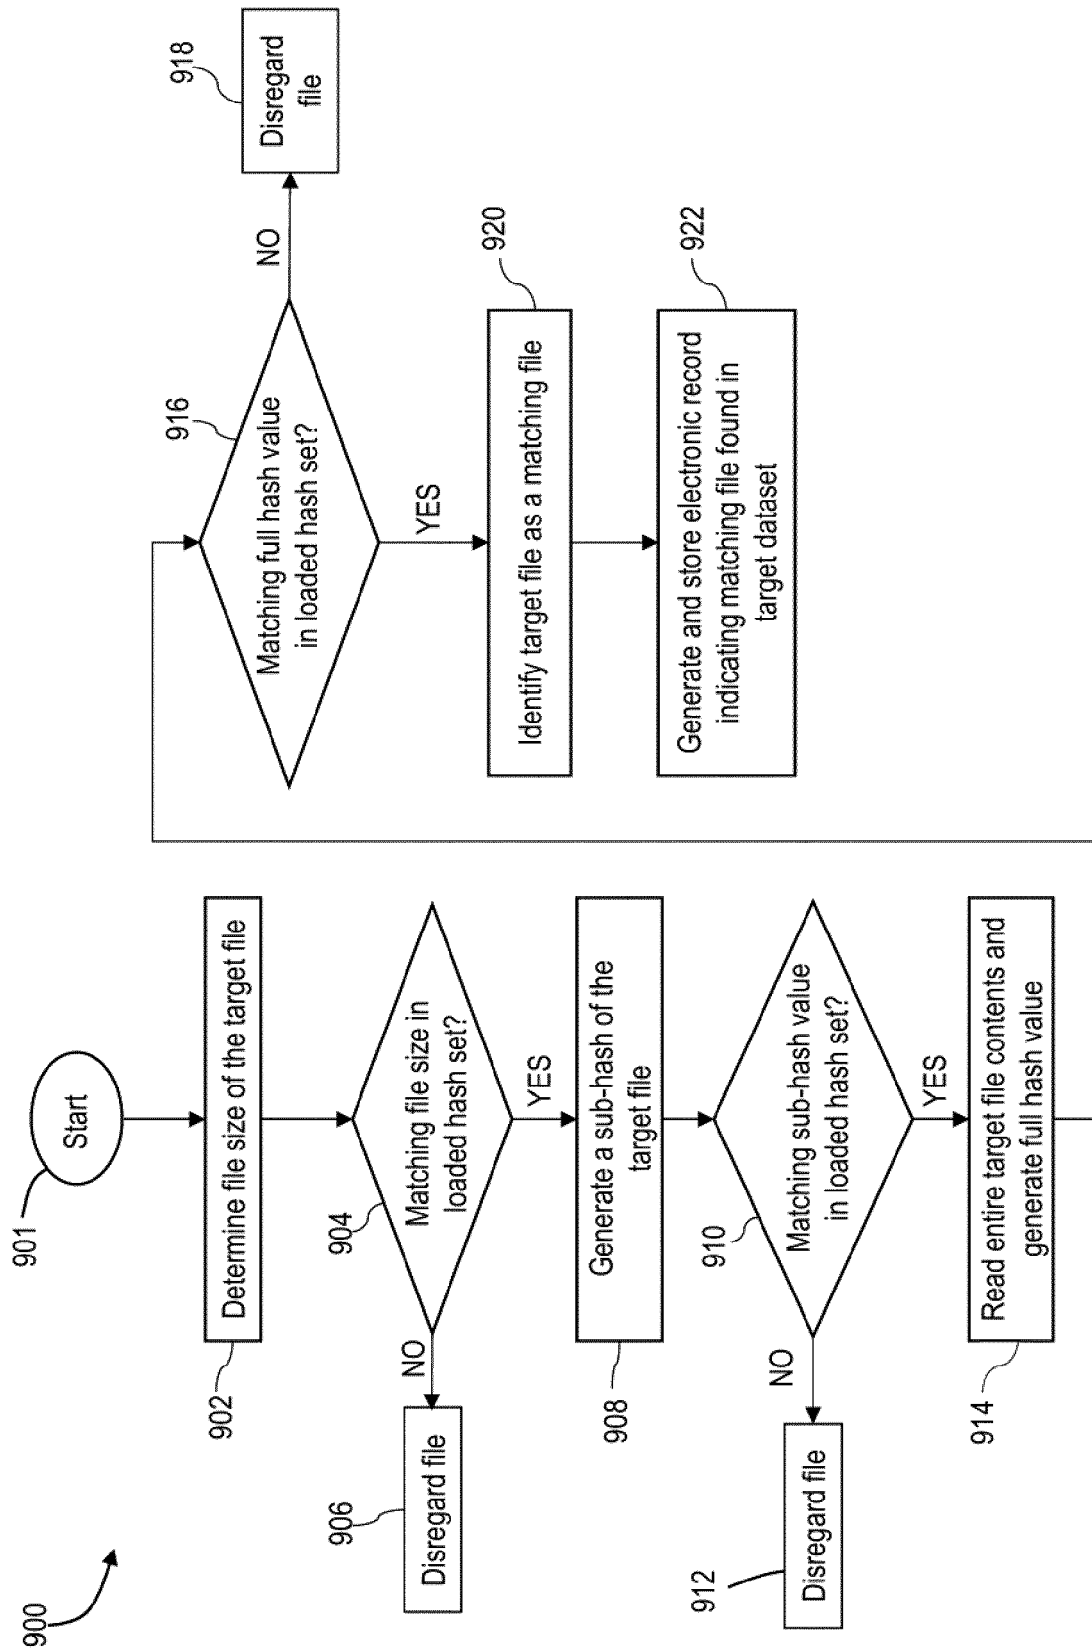 900
901
Start
902
Determine file size of the target file
904
Matching file size in
loaded hash set?
NO
906
Disregard file
YES
908
Generate a sub-hash of the
target file
910
Matching sub-hash value
in loaded hash set?
NO
912
Disregard file
YES
914
Read entire target file contents and
generate full hash value
916
Matching full hash value
in loaded hash set?
NO
918
Disregard
file
YES
920
Identify target file as a matching file
922
Generate and store electronic record
indicating matching file found in
target dataset